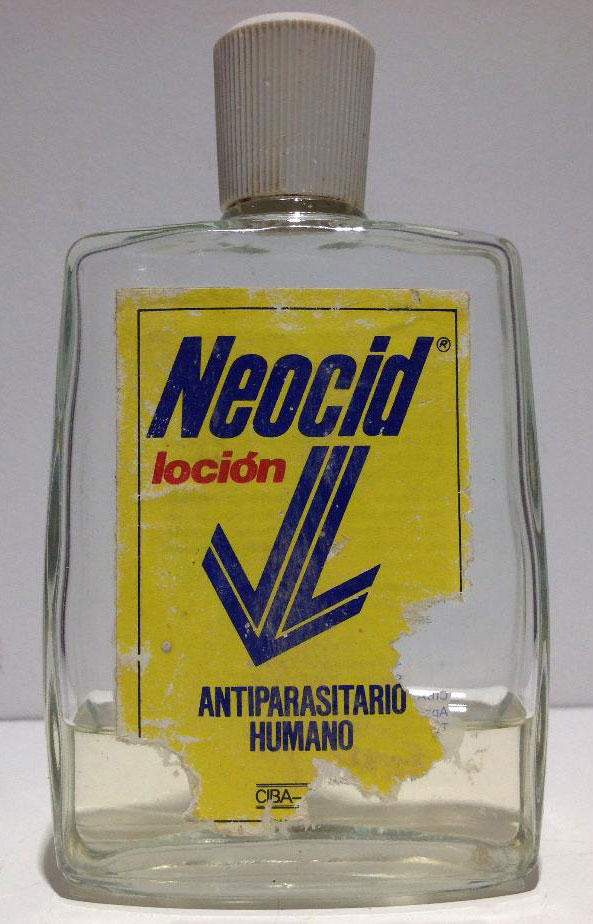 Neocid®
loción
ANTIPARASITARIO
HUMANO
CIBA-